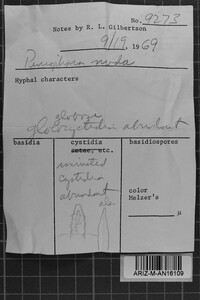 No. 9273
Notes by R. L. Gilbertson
9/19, 1969
Peniophora nuda
Hyphal characters
globose
gloeocystidia abundant
basidia cystidia basidiospores
setae, etc.
incrusted
cystidia
abundant
color
Melzer's
µ
ARIZ-M-AN16109